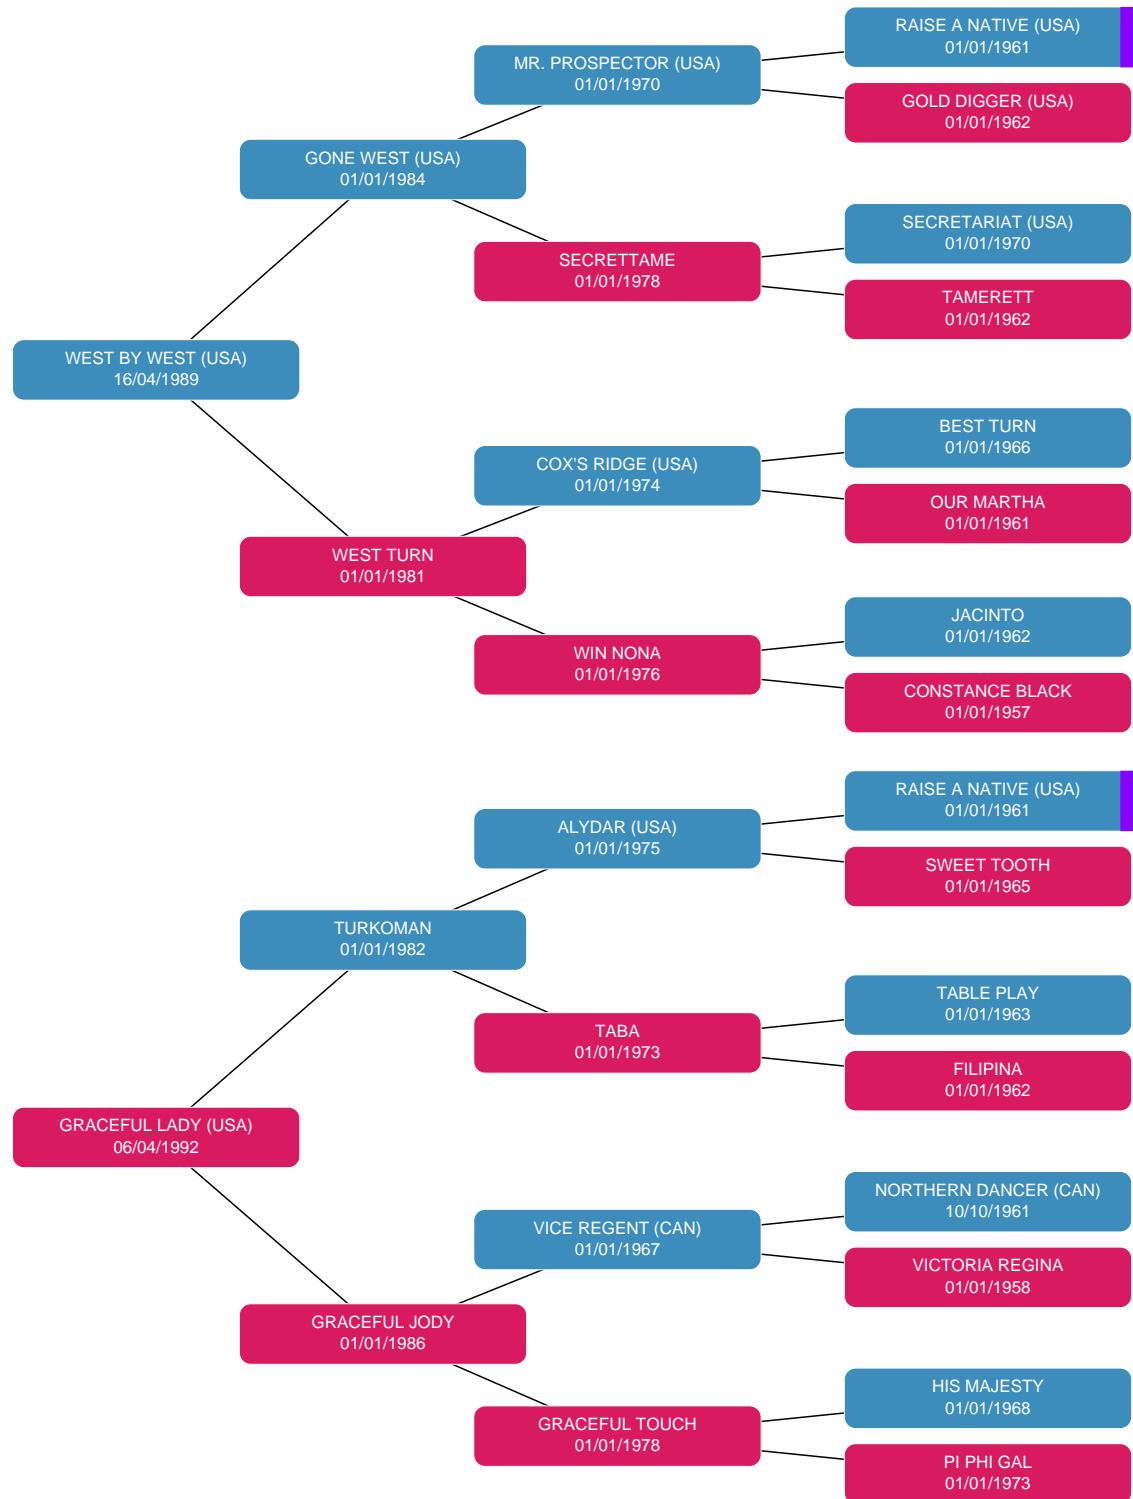 RAISE A NATIVE (USA)
01/01/1961
MR. PROSPECTOR (USA)
01/01/1970
GOLD DIGGER (USA)
01/01/1962
GONE WEST (USA)
01/01/1984
SECRETARIAT (USA)
01/01/1970
SECRETTAME
01/01/1978
TAMERETT
01/01/1962
WEST BY WEST (USA)
16/04/1989
BEST TURN
01/01/1966
COX'S RIDGE (USA)
01/01/1974
OUR MARTHA
01/01/1961
WEST TURN
01/01/1981
JACINTO
01/01/1962
WIN NONA
01/01/1976
CONSTANCE BLACK
01/01/1957
RAISE A NATIVE (USA)
01/01/1961
ALYDAR (USA)
01/01/1975
SWEET TOOTH
01/01/1965
TURKOMAN
01/01/1982
TABLE PLAY
01/01/1963
TABA
01/01/1973
FILIPINA
01/01/1962
GRACEFUL LADY (USA)
06/04/1992
NORTHERN DANCER (CAN)
10/10/1961
VICE REGENT (CAN)
01/01/1967
VICTORIA REGINA
01/01/1958
GRACEFUL JODY
01/01/1986
HIS MAJESTY
01/01/1968
GRACEFUL TOUCH
01/01/1978
PI PHI GAL
01/01/1973